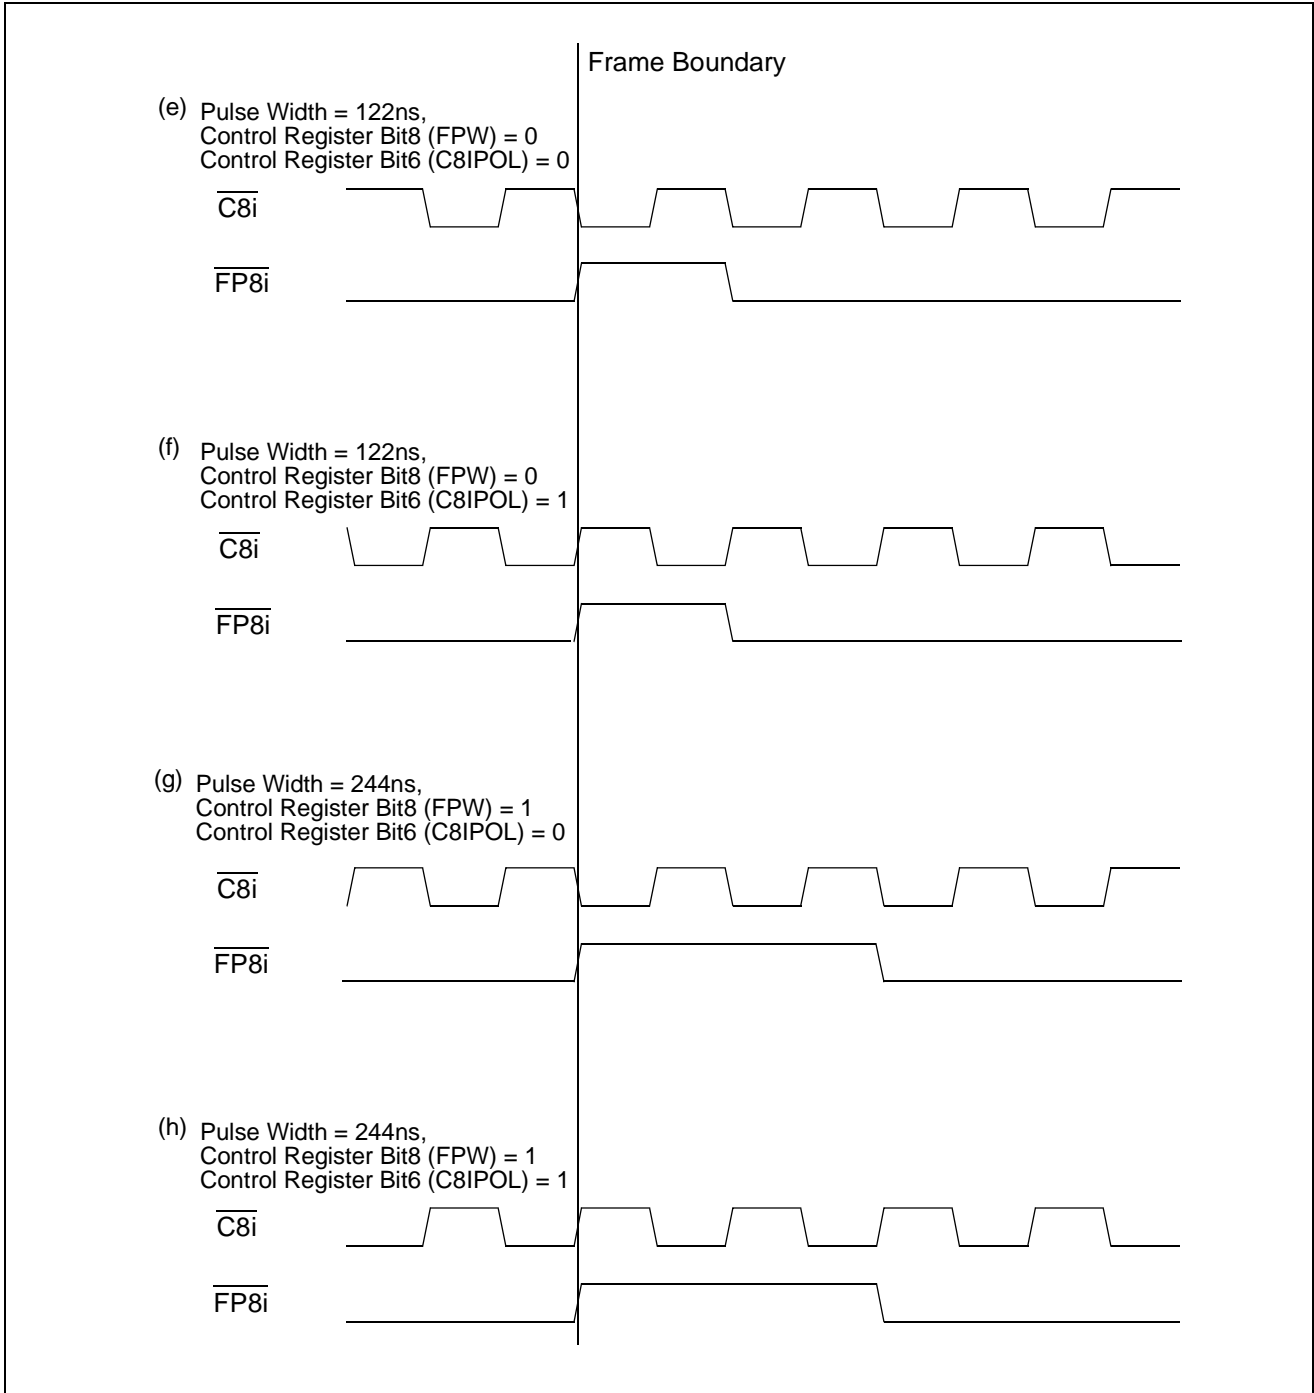 Frame Boundary
(e) Pulse Width = 122ns,
Control Register Bit8 (FPW) = 0
Control Register Bit6 (C8IPOL) = 0
C8i
FP8i
(f) Pulse Width = 122ns,
Control Register Bit8 (FPW) = 0
Control Register Bit6 (C8IPOL) = 1
C8i
FP8i
(g) Pulse Width = 244ns,
Control Register Bit8 (FPW) = 1
Control Register Bit6 (C8IPOL) = 0
C8i
FP8i
(h) Pulse Width = 244ns,
Control Register Bit8 (FPW) = 1
Control Register Bit6 (C8IPOL) = 1
C8i
FP8i